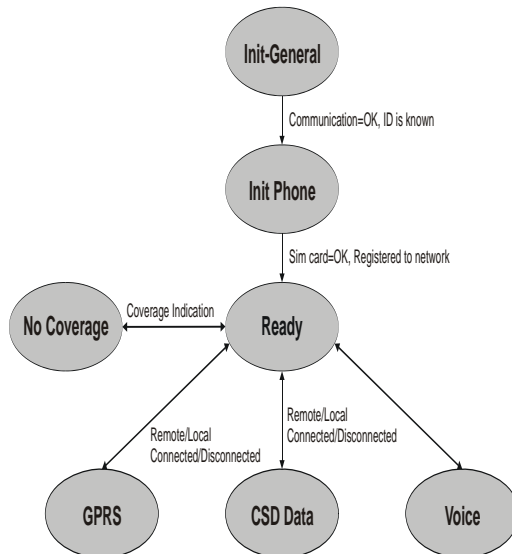 Init-General
Communication=OK, ID is known
Init Phone
Sim card=OK, Registered to network
Coverage Indication
No Coverage
Ready
Remote/Local
Connected/Disconnected
Remote/Local
Connected/Disconnected
GPRS
CSD Data
Voice